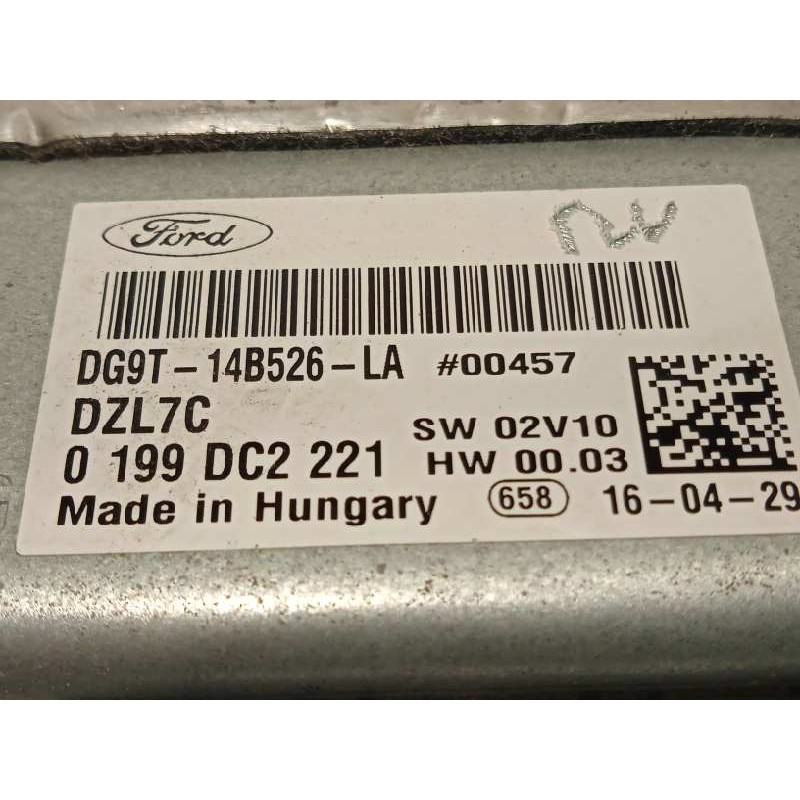 Ford
DG9T-14B526-LA #00457
DZL7C
SW 02V10
0 199 DC2 221
HW 00.03
Made in Hungary
658
16-04-29